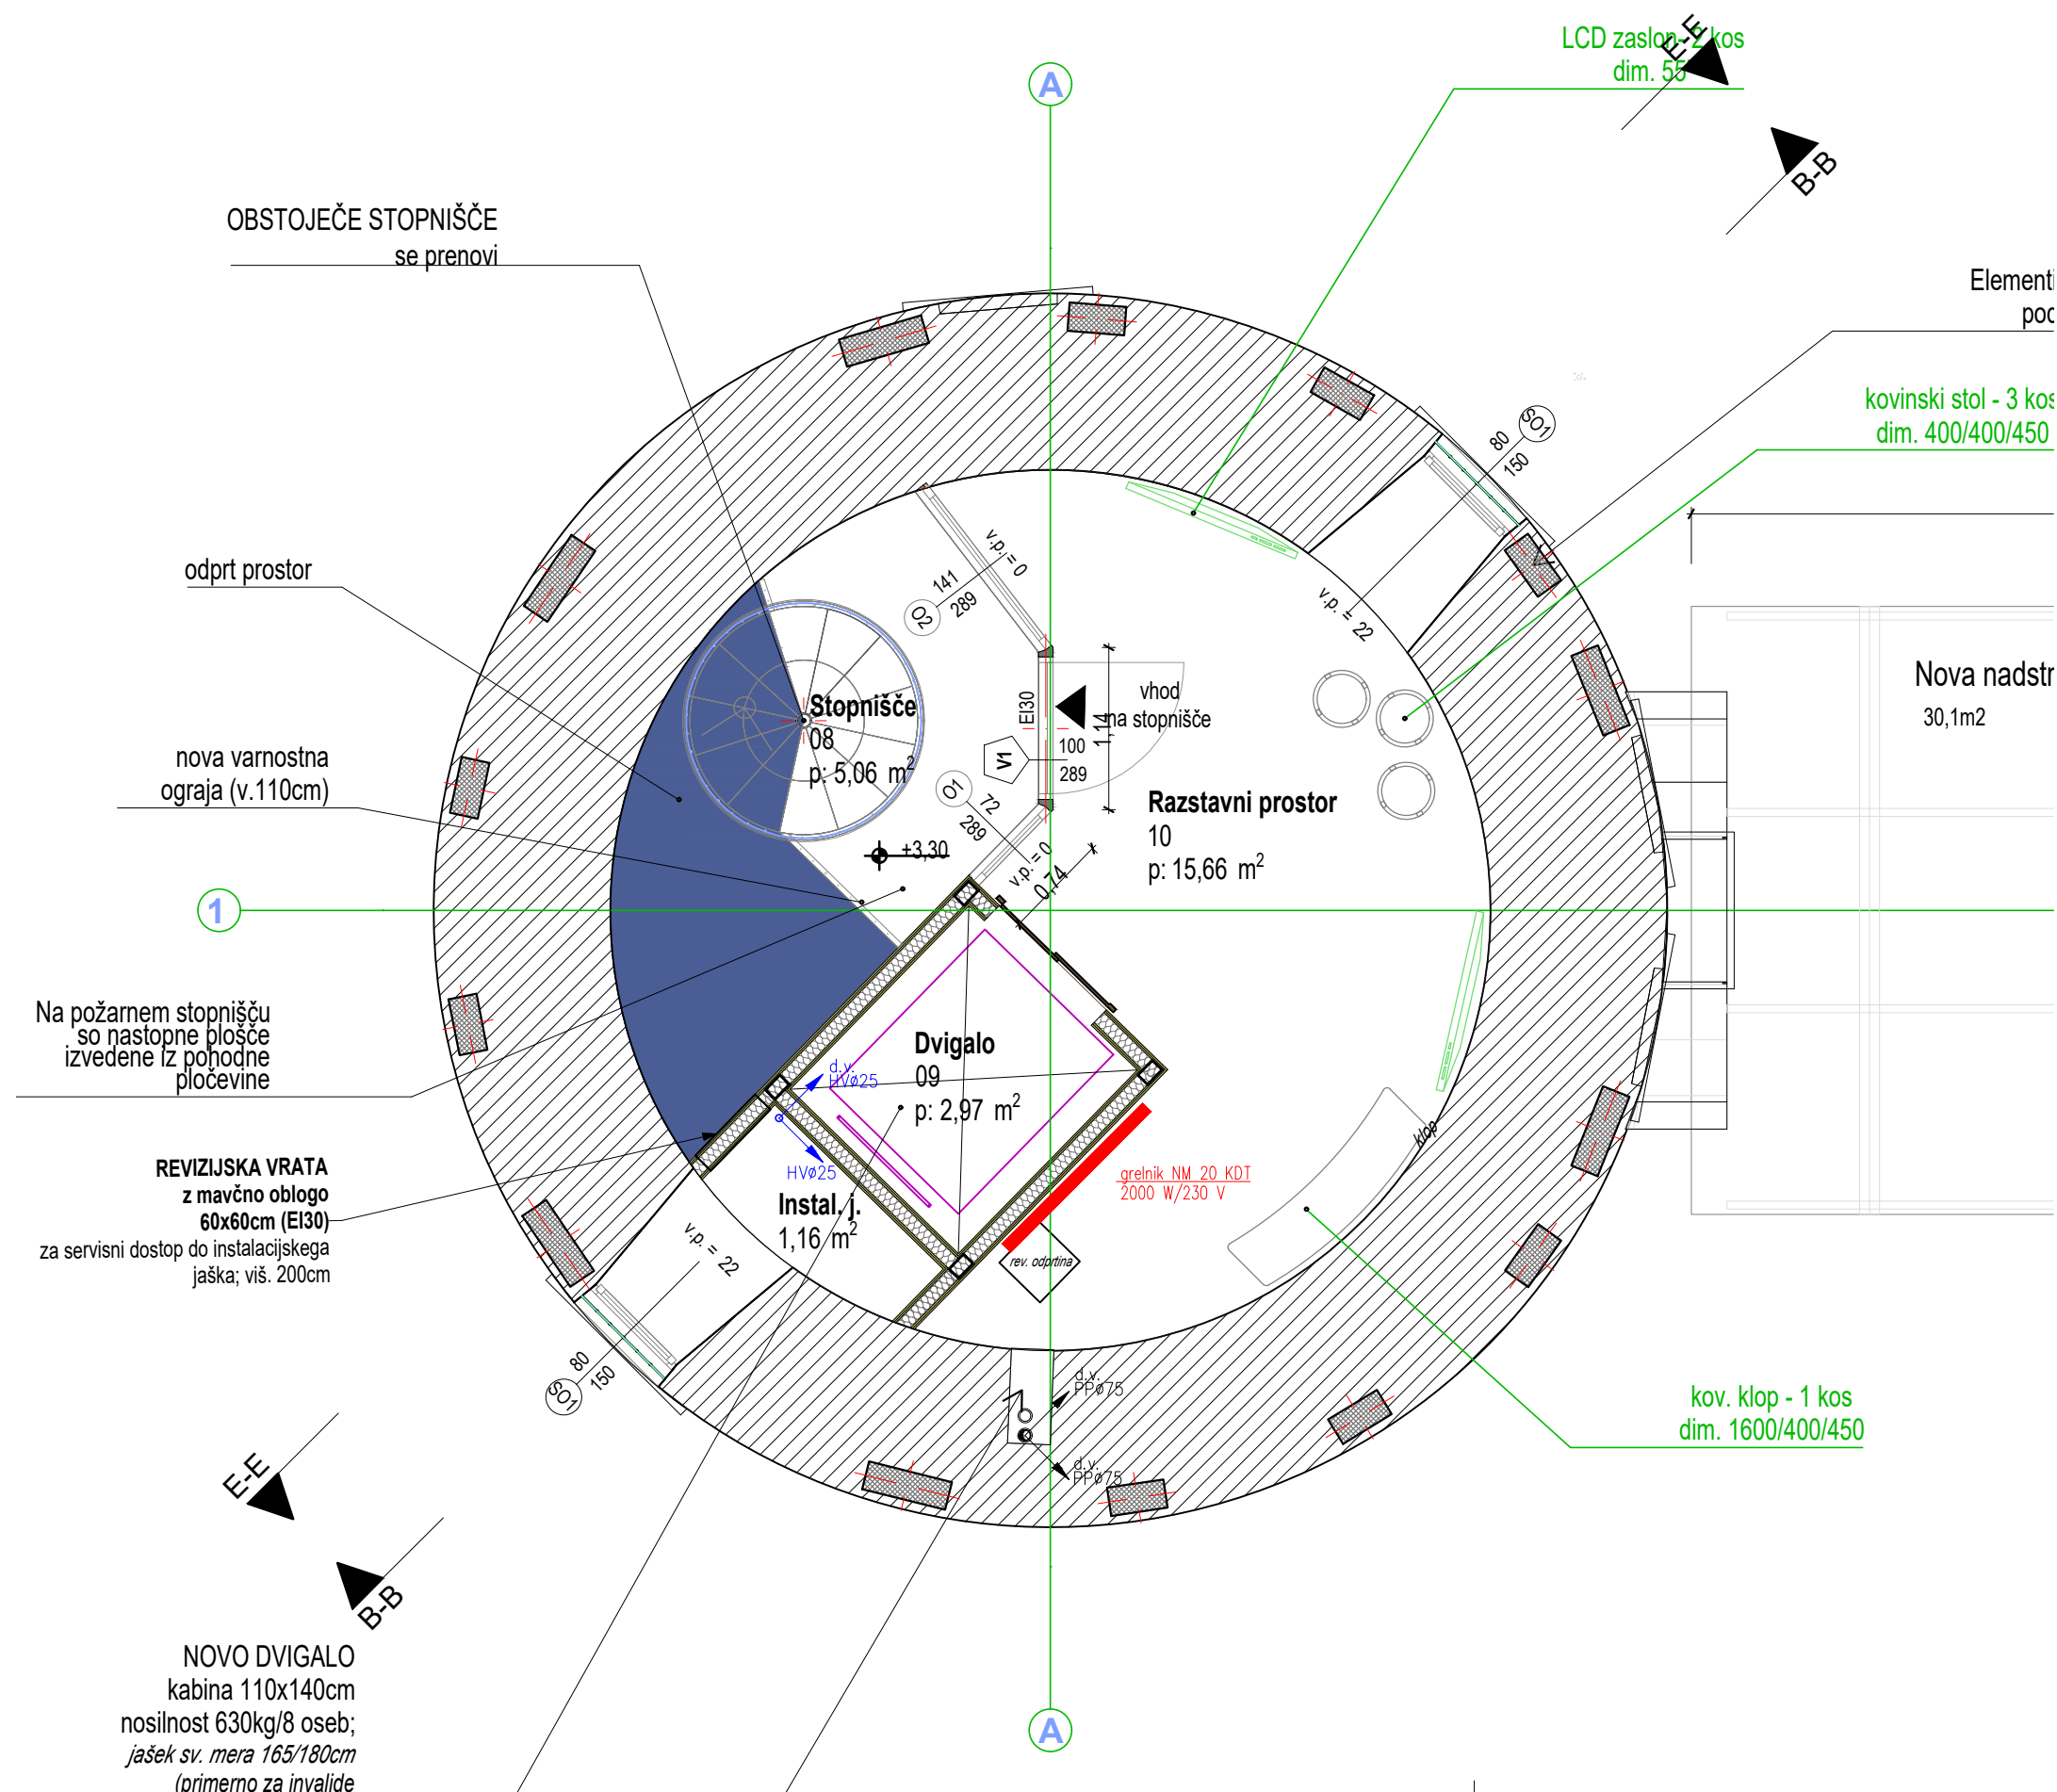 LCD zaslon- 2 kos
dim. 55
E-E
B-B
A
OBSTOJEČE STOPNIŠČE
se prenovi
Elementi
kovinski stol - 3 kos
dim. 400/400/450
SO1
80
150
v.p. = 22
odprt prostor
v.p. = 0
141
289
O2
Nova nadstr
30,1m2
Stopnišče
08
p: 5,06 m2
EI30
vhod
na stopnišče
1,14
100
289
V1
nova varnostna
ograja (v.110cm)
O1
72
289
v.p. = 0
0,74
+3,30
Razstavni prostor
10
p: 15,66 m2
1
Na požarnem stopnišču
so nastopne plošče
izvedene iz pohodne
pločevine
Dvigalo
09
p: 2,97 m2
d.v.
HVø25
HVø25
klop
REVIZIJSKA VRATA
z mavčno oblogo
60x60cm (EI30)
za servisni dostop do instalacijskega
jaška; viš. 200cm
grelnik NM 20 KDT
2000 W/230 V
Instal. j.
1,16 m2
v.p. = 22
rev. odprtina
80
150
SO1
d.v.
PPø75
d.v.
PPø75
kov. klop - 1 kos
dim. 1600/400/450
E-E
B-B
NOVO DVIGALO
kabina 110x140cm
nosilnost 630kg/8 oseb;
jašek sv. mera 165/180cm
(primerno za invalide
A